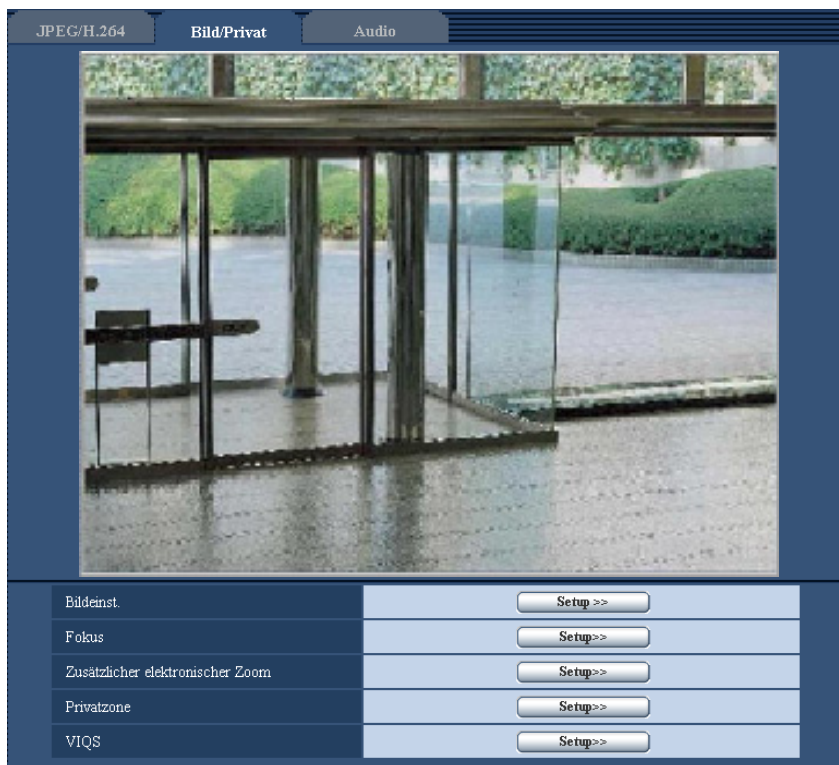 JPEG/H.264 Bild/Privat Audio
Bildeinst. Setup >>
Fokus Setup>>
Zusätzlicher elektronischer Zoom Setup>>
Privatzone Setup>>
VIQS Setup>>